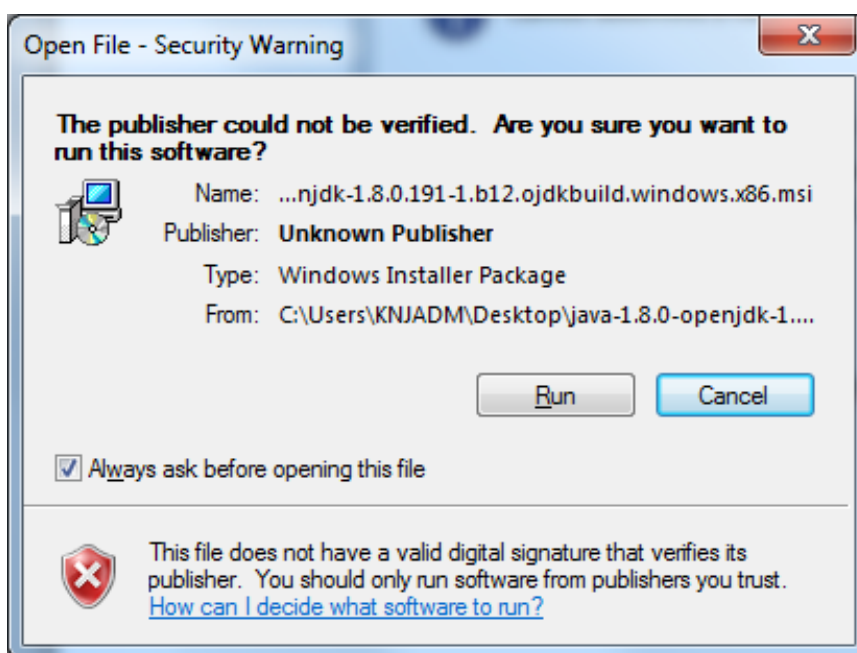 Open File - Security Warning
The publisher could not be verified.  Are you sure you want to
run this software?
Name: ...njdk-1.8.0.191-1.b12.ojdkbuild.windows.x86.msi
Publisher: Unknown Publisher
Type: Windows Installer Package
From: C:\Users\KNJADM\Desktop\java-1.8.0-openjdk-1....
Run Cancel
Always ask before opening this file
This file does not have a valid digital signature that verifies its
publisher.  You should only run software from publishers you trust.
How can I decide what software to run?